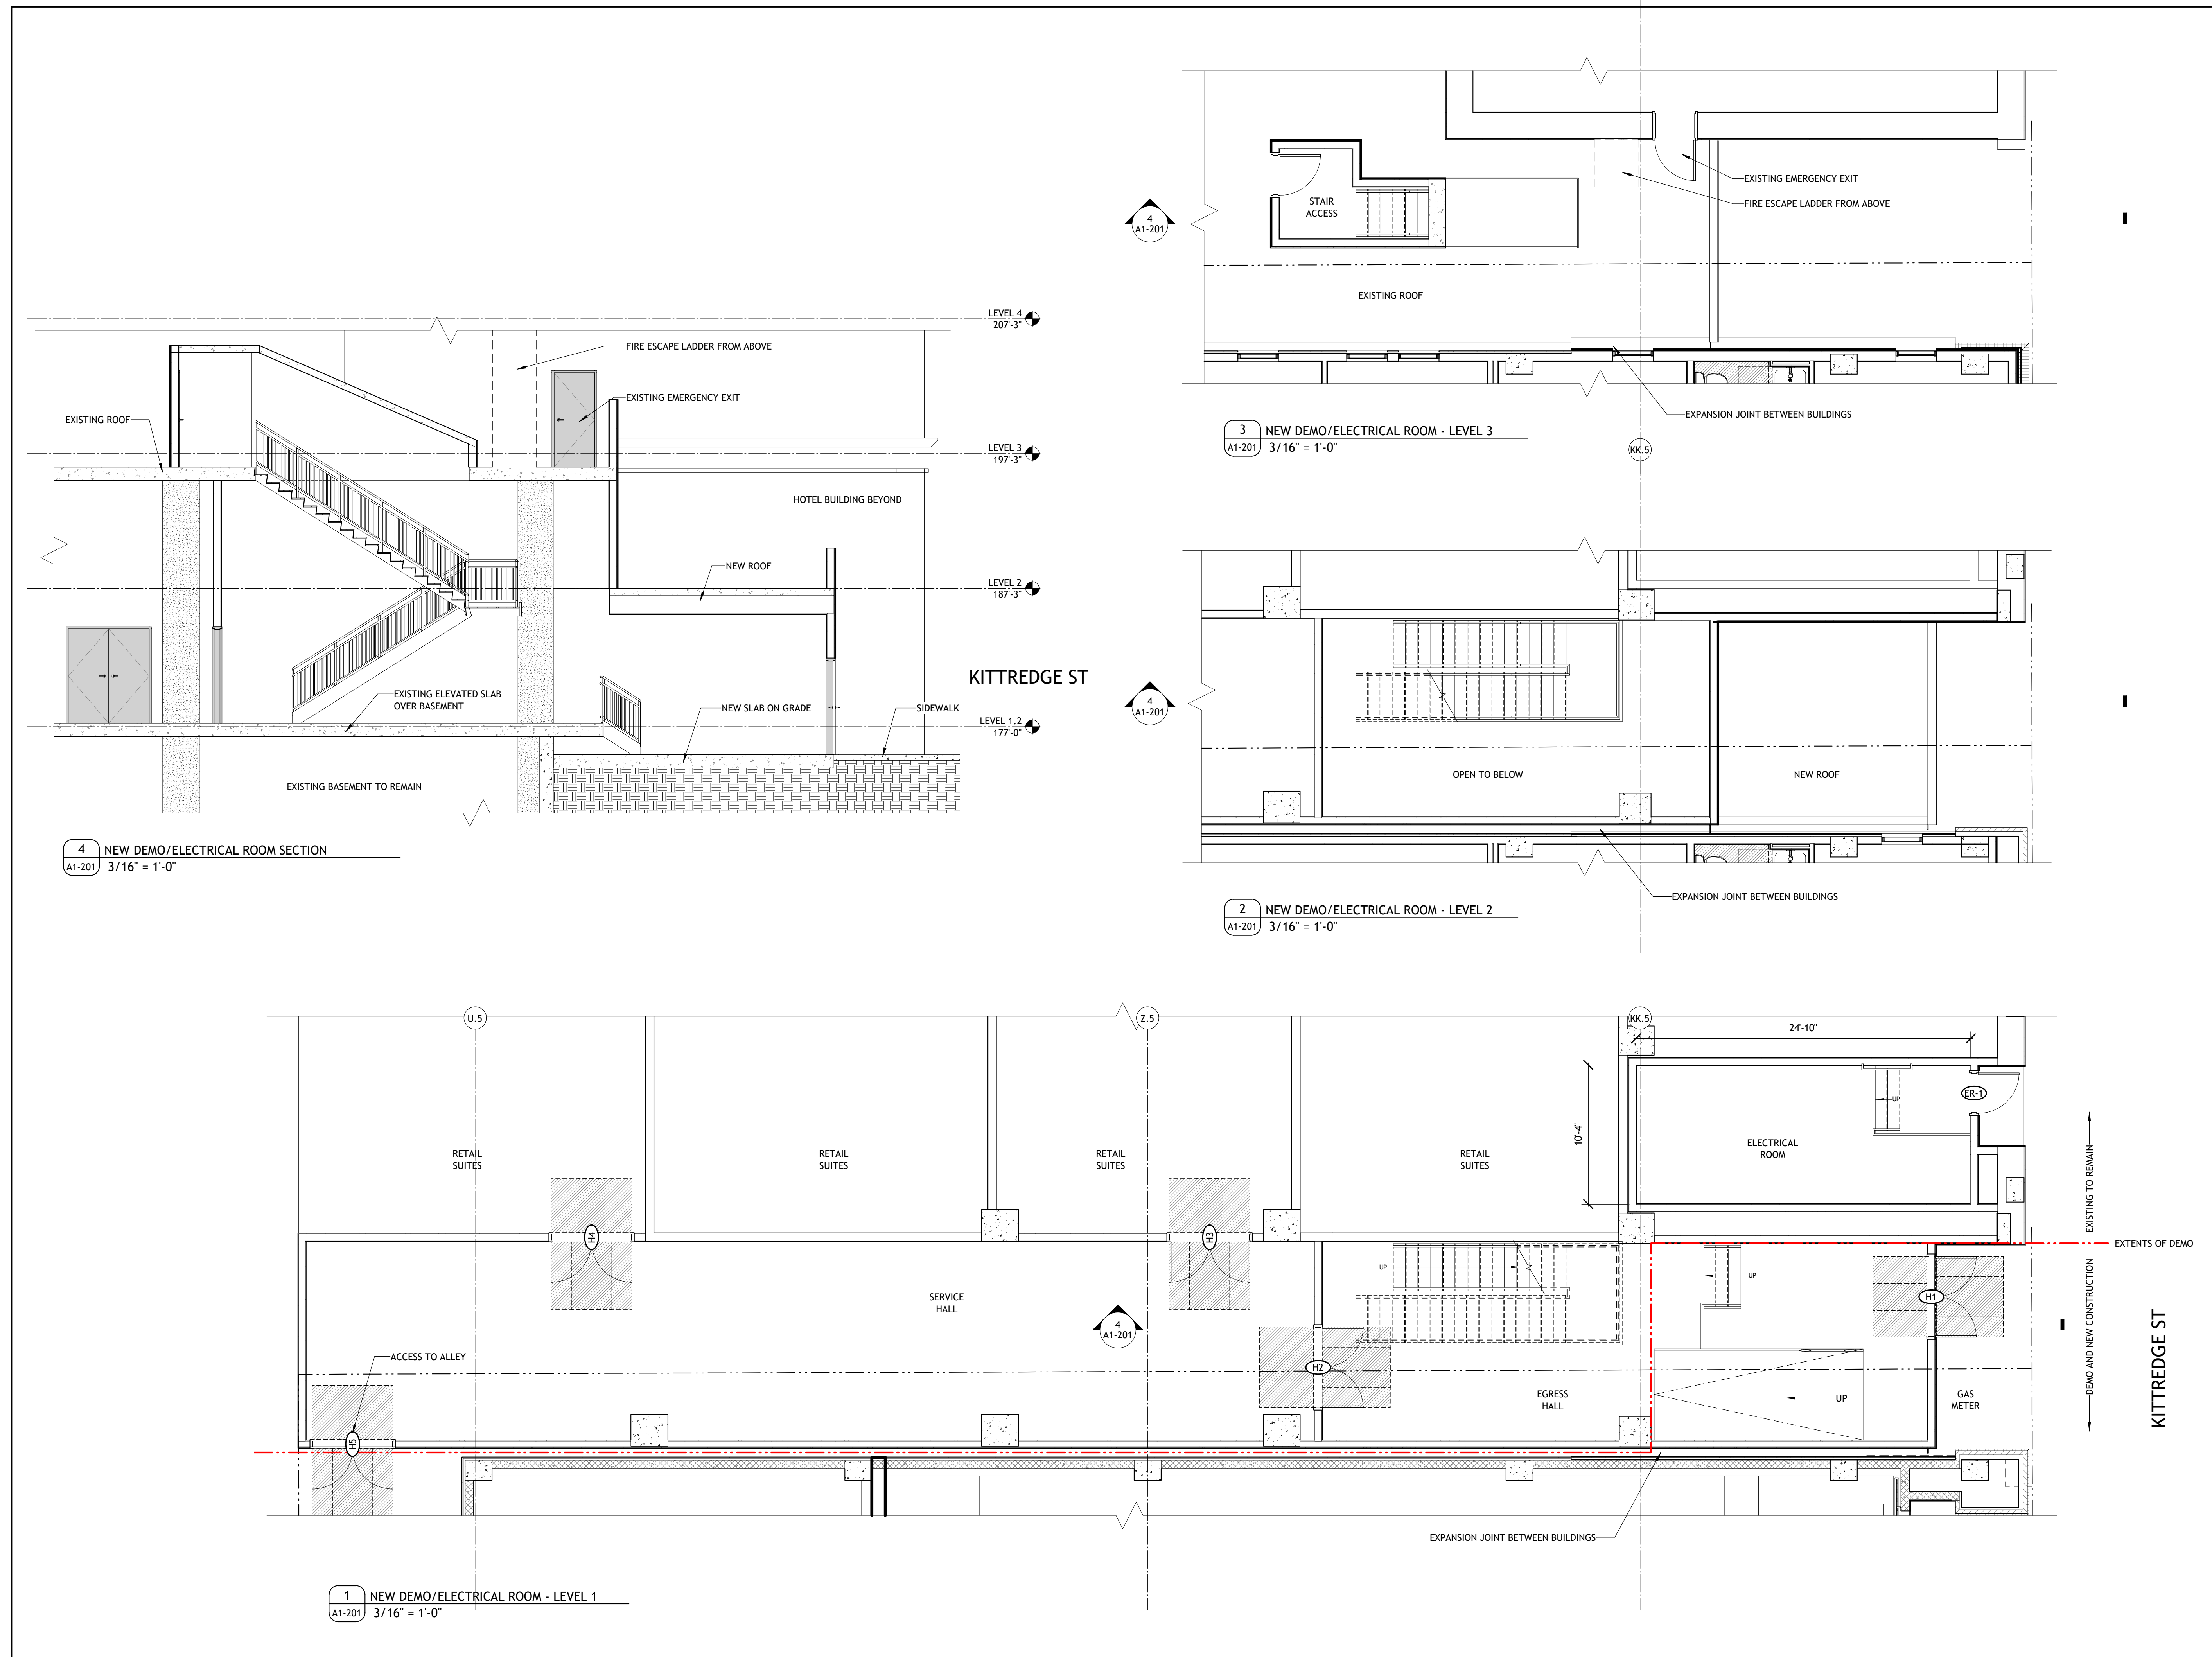 4
A1-201
STAIR
ACCESS
EXISTING EMERGENCY EXIT
FIRE ESCAPE LADDER FROM ABOVE
EXISTING ROOF
EXPANSION JOINT BETWEEN BUILDINGS
3
A1-201
NEW DEMO/ELECTRICAL ROOM - LEVEL 3
3/16" = 1'-0"
KK.5
LEVEL 4
207'-3"
FIRE ESCAPE LADDER FROM ABOVE
EXISTING EMERGENCY EXIT
EXISTING ROOF
LEVEL 3
197'-3"
HOTEL BUILDING BEYOND
NEW ROOF
LEVEL 2
187'-3"
KITTREDGE ST
EXISTING ELEVATED SLAB
OVER BASEMENT
NEW SLAB ON GRADE
SIDEWALK
LEVEL 1.2
177'-0"
EXISTING BASEMENT TO REMAIN
4
A1-201
NEW DEMO/ELECTRICAL ROOM SECTION
3/16" = 1'-0"
4
A1-201
OPEN TO BELOW
NEW ROOF
EXPANSION JOINT BETWEEN BUILDINGS
2
A1-201
NEW DEMO/ELECTRICAL ROOM - LEVEL 2
3/16" = 1'-0"
U.5
Z.5
KK.5
24'-10"
10'-4"
UP
ER-1
ELECTRICAL
ROOM
RETAIL
SUITES
RETAIL
SUITES
RETAIL
SUITES
RETAIL
SUITES
EXISTING TO REMAIN
EXTENTS OF DEMO
DEMO AND NEW CONSTRUCTION
KITTREDGE ST
H4
H3
UP
UP
H1
SERVICE
HALL
4
A1-201
H2
ACCESS TO ALLEY
EGRESS
HALL
UP
GAS
METER
H5
EXPANSION JOINT BETWEEN BUILDINGS
1
A1-201
NEW DEMO/ELECTRICAL ROOM - LEVEL 1
3/16" = 1'-0"